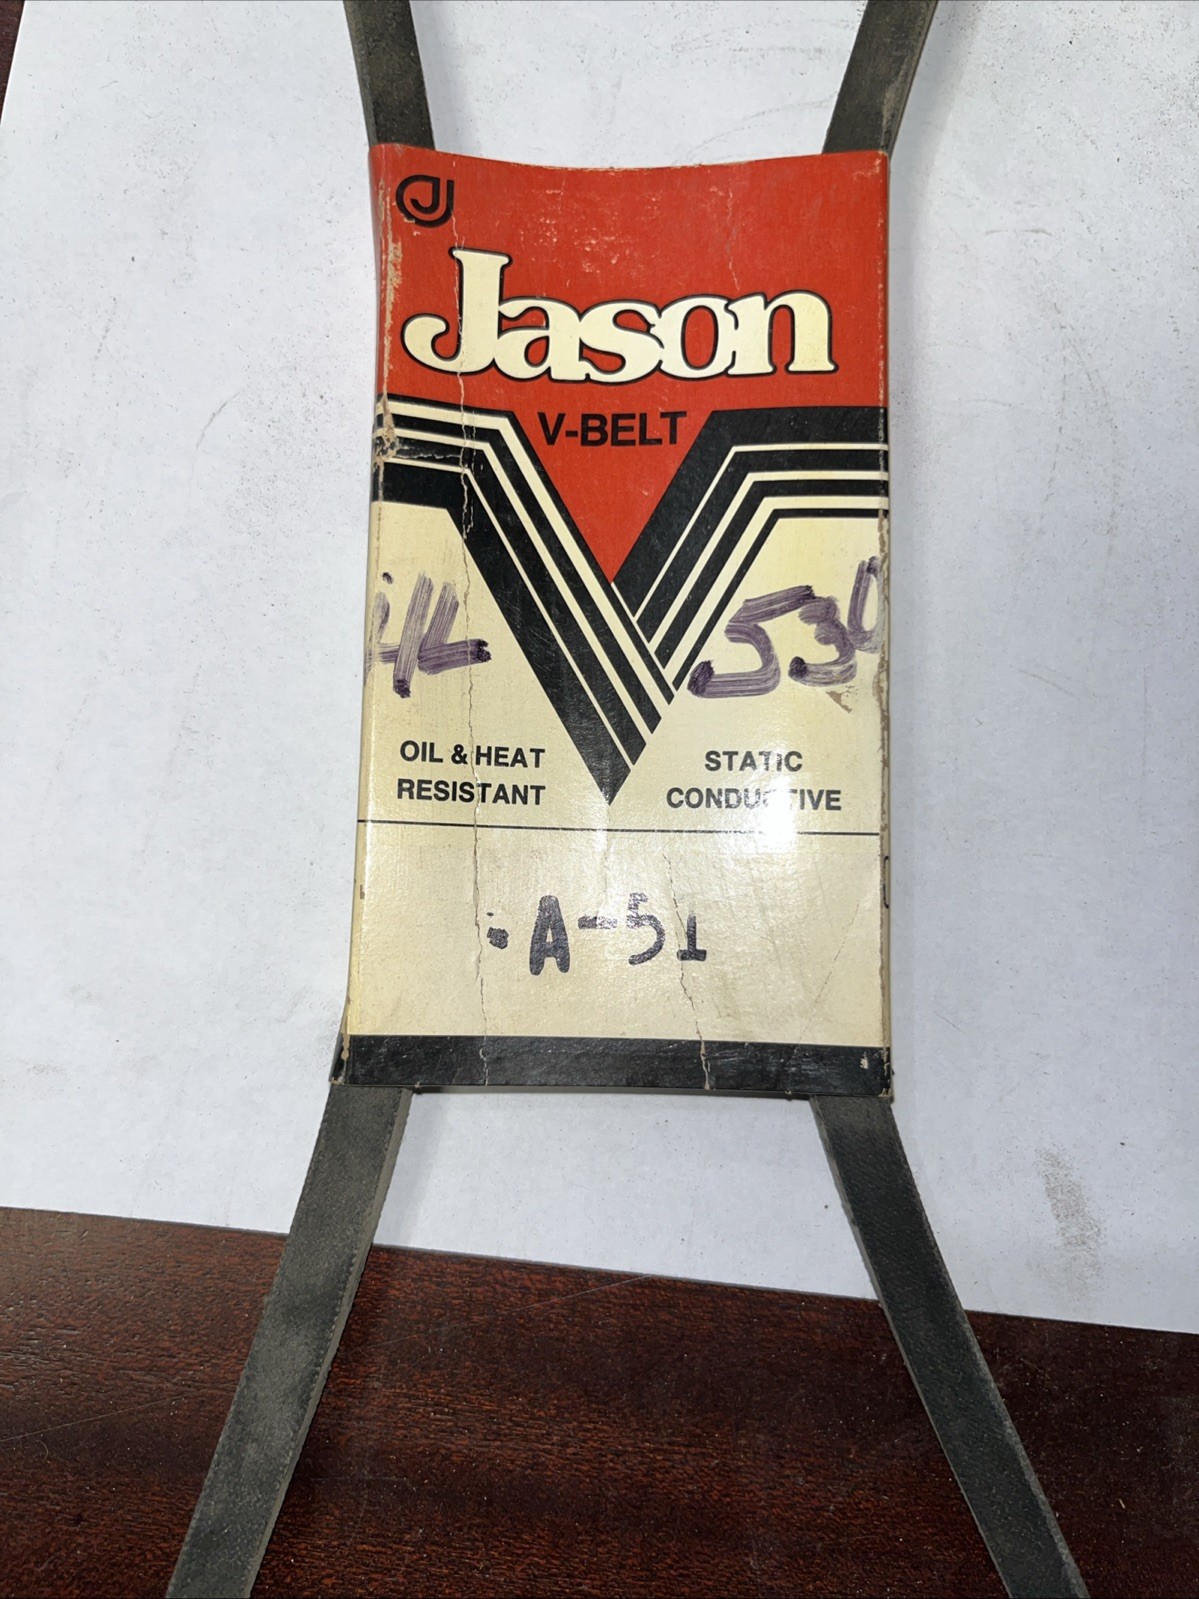 Jason
V-BELT
4L
530
OIL & HEAT
RESISTANT
STATIC
CONDUCTIVE
A-51